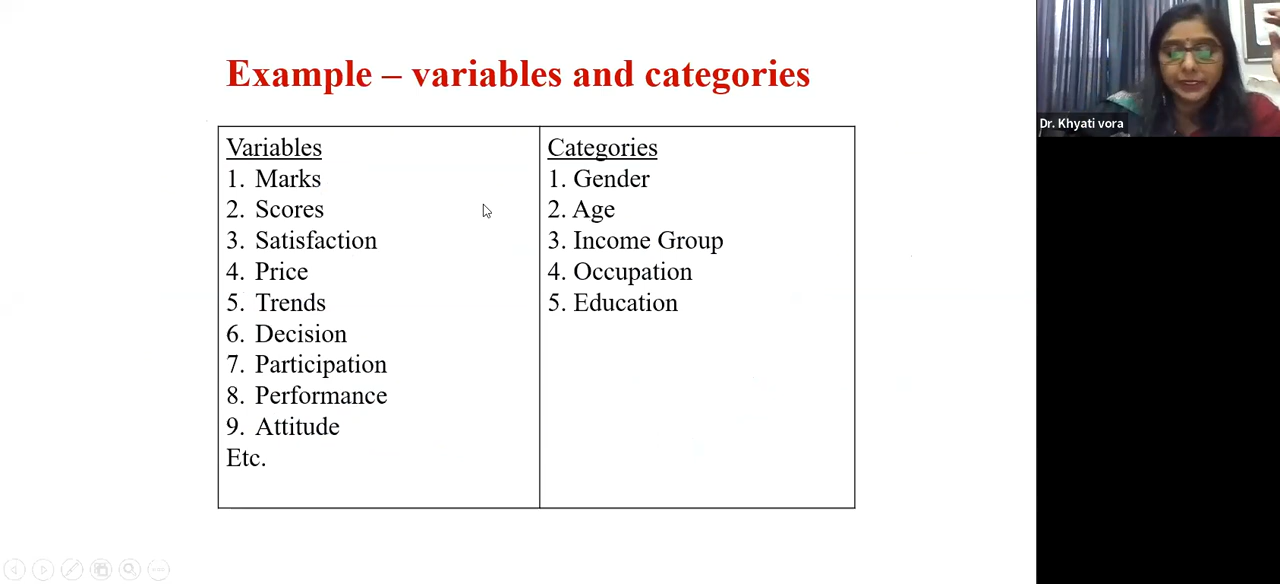 Example – variables and categories
Variables
1. Marks
2. Scores
3. Satisfaction
4. Price
5. Trends
6. Decision
7. Participation
8. Performance
9. Attitude
Etc.
Categories
1. Gender
2. Age
3. Income Group
4. Occupation
5. Education
Dr. Khyati vora